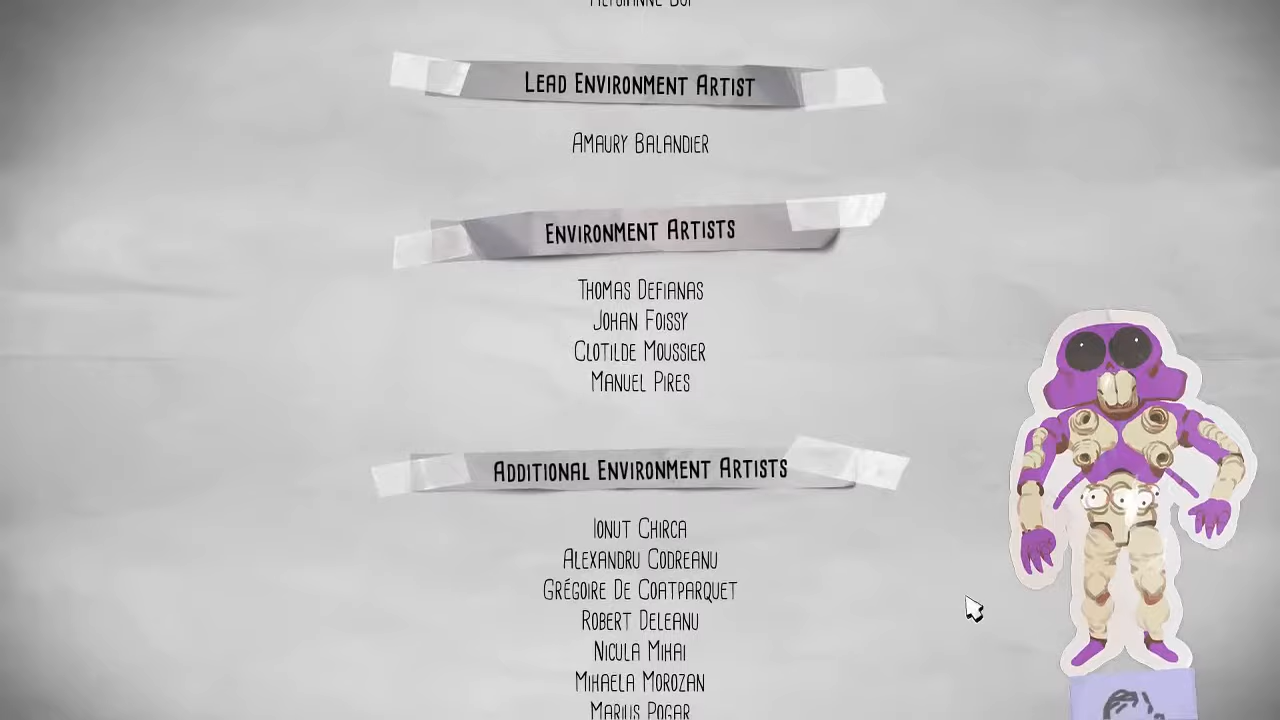 Lead Environment Artist
Amaury Balandier
Environment Artists
Thomas Defianas
Johan Foissy
Clotilde Moussier
Manuel Pires
Additional Environment Artists
Ionut Chirca
Alexandru Codreanu
Grégoire De Coatparquet
Robert Deleanu
Nicula Mihai
Mihaela Morozan
Marius Pogar